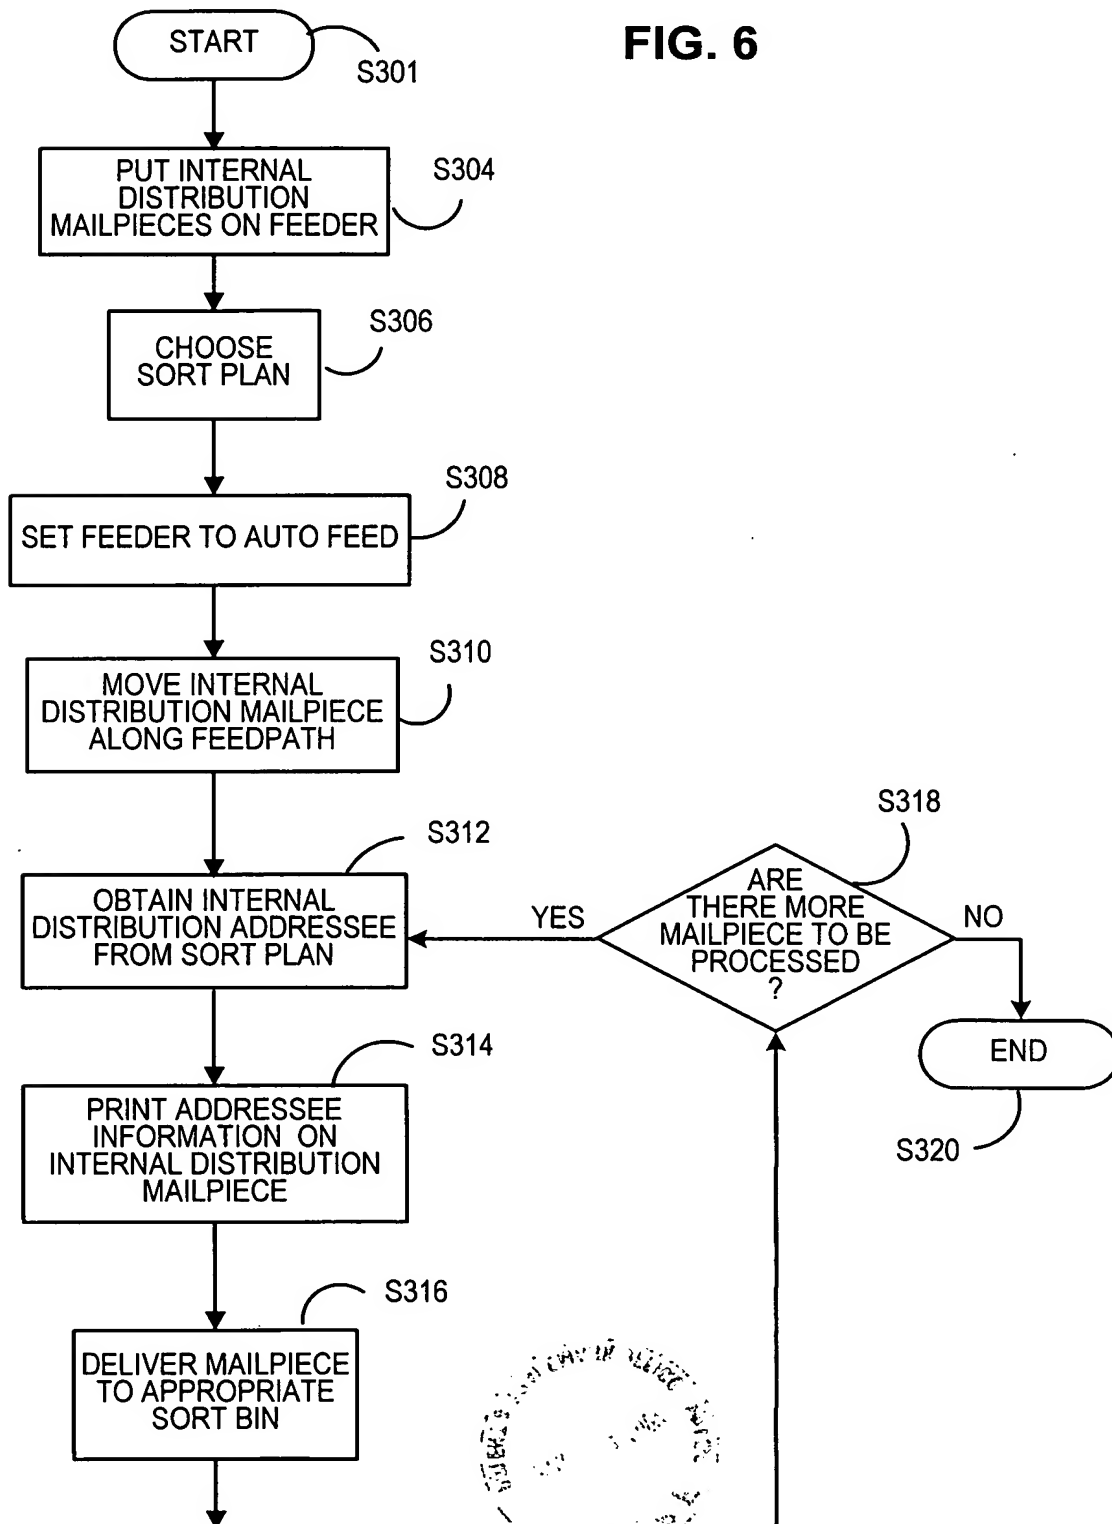 FIG. 6
START
S301
PUT INTERNAL
DISTRIBUTION
MAILPIECES ON FEEDER
S304
CHOOSE
SORT PLAN
S306
SET FEEDER TO AUTO FEED
S308
MOVE INTERNAL
DISTRIBUTION MAILPIECE
ALONG FEEDPATH
S310
OBTAIN INTERNAL
DISTRIBUTION ADDRESSEE
FROM SORT PLAN
S312
PRINT ADDRESSEE
INFORMATION ON
INTERNAL DISTRIBUTION
MAILPIECE
S314
DELIVER MAILPIECE
TO APPROPRIATE
SORT BIN
S316
ARE
THERE MORE
MAILPIECE TO BE
PROCESSED
?
S318
YES
NO
END
S320